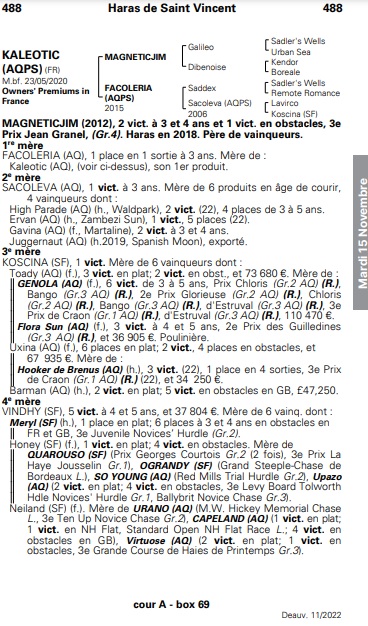 488 Haras de Saint Vincent 488
KALEOTIC
(AQPS) (FR)
M.bf. 23/05/2020
Owners' Premiums in
France
MAGNETICJIM
Galileo
Sadler's Wells
Urban Sea
Dibenoise
Kendor
Boreale
FACOLERIA
(AQPS)
2015
Saddex
Sadler's Wells
Remote Romance
Sacoleva (AQPS)
2006
Lavirco
Koscina (SF)
MAGNETICJIM (2012), 2 vict. à 3 et 4 ans et 1 vict. en obstacles, 3e
Prix Jean Granel, (Gr.4). Haras en 2018. Père de vainqueurs.
1re mère
FACOLERIA (AQ), 1 place en 1 sortie à 3 ans. Mère de :
Kaleotic (AQ), (voir ci-dessus), son 1er produit.
2e mère
SACOLEVA (AQ), 1 vict. à 3 ans. Mère de 6 produits en âge de courir,
4 vainqueurs dont :
High Parade (AQ) (h., Waldpark), 2 vict. (22), 4 places de 3 à 5 ans.
Ervan (AQ) (h., Zambezi Sun), 1 vict., 5 places (22).
Gavina (AQ) (f., Martaline), 2 vict. à 3 et 4 ans.
Juggernaut (AQ) (h.2019, Spanish Moon), exporté.
3e mère
KOSCINA (SF), 1 vict. Mère de 6 vainqueurs dont :
Toady (AQ) (f.), 3 vict. en plat; 2 vict. en obst., et 73 680 €. Mère de :
GENOLA (AQ) (f.), 6 vict. de 3 à 5 ans, Prix Chloris (Gr.2 AQ) (R.),
Bango (Gr.3 AQ) (R.), 2e Prix Glorieuse (Gr.2 AQ) (R.), Chloris
(Gr.2 AQ) (R.), Bango (Gr.3 AQ) (R.), d'Estruval (Gr.3 AQ) (R.), 3e
Prix de Craon (Gr.1 AQ) (R.), d'Estruval (Gr.3 AQ) (R.), 110 470 €.
Flora Sun (AQ) (f.), 3 vict. à 4 et 5 ans, 2e Prix des Guilledines
(Gr.3 AQ) (R.), et 36 905 €. Poulinière.
Uxina (AQ) (f.), 6 places en plat; 2 vict., 4 places en obstacles, et
67 935 €. Mère de :
Hooker de Brenus (AQ) (h.), 3 vict. (22), 1 place en 4 sorties, 3e Prix
de Craon (Gr.1 AQ) (R.) (22), et 34 250 €.
Barman (AQ) (h.), 2 vict. en plat; 5 vict. en obstacles en GB, £47,250.
4e mère
VINDHY (SF), 5 vict. à 4 et 5 ans, et 37 804 €. Mère de 6 vainq. dont :
Meryl (SF) (h.), 1 place en plat; 6 places à 3 et 4 ans en obstacles en
FR et GB, 3e Juvenile Novices' Hurdle (Gr.2).
Honey (SF) (f.), 1 vict. en plat; 4 vict. en obstacles. Mère de
QUAROUSO (SF) (Prix Georges Courtois Gr.2 (2 fois), 3e Prix La
Haye Jousselin Gr.1), OGRANDY (SF) (Grand Steeple-Chase de
Bordeaux L.), SO YOUNG (AQ) (Red Mills Trial Hurdle Gr.2), Upazo
(AQ) (2 vict. en plat; 4 vict. en obstacles, 3e Levy Board Tolworth
Hdle Novices' Hurdle Gr.1, Ballybrit Novice Chase Gr.3).
Neiland (SF) (f.). Mère de URANO (AQ) (M.W. Hickey Memorial Chase
L., 3e Ten Up Novice Chase Gr.2), CAPELAND (AQ) (1 vict. en plat;
1 vict. en NH Flat, Standard Open NH Flat Race L.; 4 vict. en
obstacles en GB), Virtuose (AQ) (2 vict. en plat; 1 vict. en
obstacles, 3e Grande Course de Haies de Printemps Gr.3).
Mardi 15 Novembre
cour A - box 69
Deauv. 11/2022